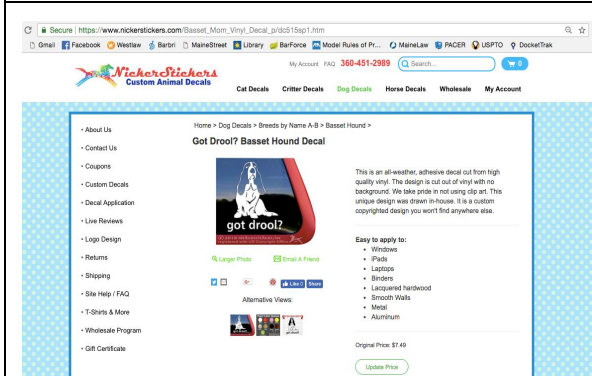 Secure | https://www.nickerstickers.com/Basset_Mom_Vinyl_Decal_p/dc515sp1.htm
Gmail Facebook Westlaw Barbri MaineStreet Library BarForce Model Rules of Pr... MaineLaw PACER USPTO DocketTrak
NickerStickers
Custom Animal Decals
My Account FAQ 360-451-2989 Search... 0
Cat Decals Critter Decals Dog Decals Horse Decals Wholesale My Account
• About Us
• Contact Us
• Coupons
• Custom Decals
• Decal Application
• Live Reviews
• Logo Design
• Returns
• Shipping
• Site Help / FAQ
• T-Shirts & More
• Wholesale Program
• Gift Certificate
Home > Dog Decals > Breeds by Name A-B > Basset Hound >
Got Drool? Basset Hound Decal
got drool?
Larger Photo Email A Friend
Like 0 Share
Alternative Views:
This is an all-weather, adhesive decal cut from high
quality vinyl. The design is cut out of vinyl with no
background. We take pride in not using clip art. This
unique design was drawn in-house. It is a custom
copyrighted design you won't find anywhere else.
Easy to apply to:
• Windows
• iPads
• Laptops
• Binders
• Lacquered hardwood
• Smooth Walls
• Metal
• Aluminum
Original Price: $7.49
Update Price